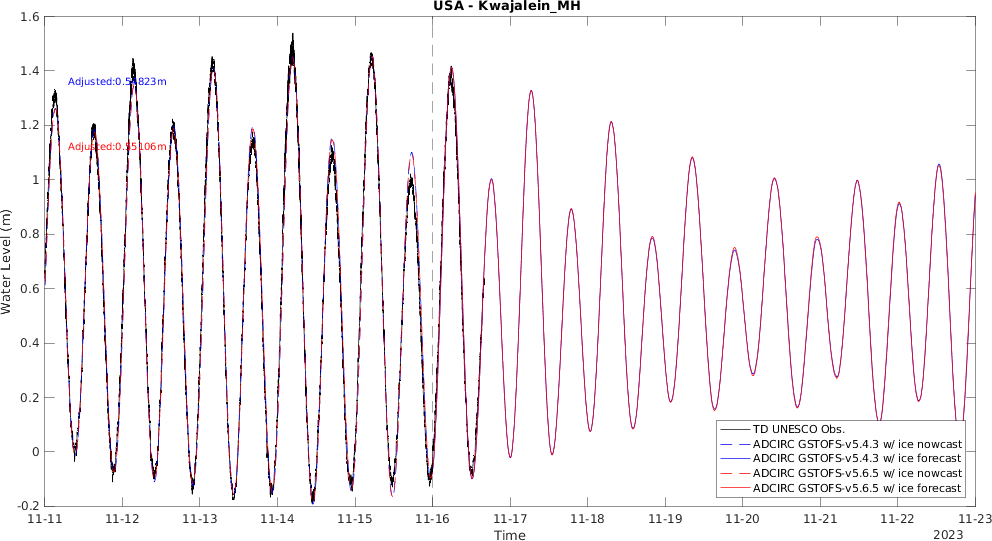 USA - Kwajalein_MH
1.6
1.4
1.2
1
0.8
0.6
0.4
0.2
0
-0.2
Water Level (m)
Adjusted:0.54823m
Adjusted:0.55106m
TD UNESCO Obs.
ADCIRC GSTOFS-v5.4.3 w/ ice nowcast
ADCIRC GSTOFS-v5.4.3 w/ ice forecast
ADCIRC GSTOFS-v5.6.5 w/ ice nowcast
ADCIRC GSTOFS-v5.6.5 w/ ice forecast
11-11 11-12 11-13 11-14 11-15 11-16 11-17 11-18 11-19 11-20 11-21 11-22 11-23
Time
2023